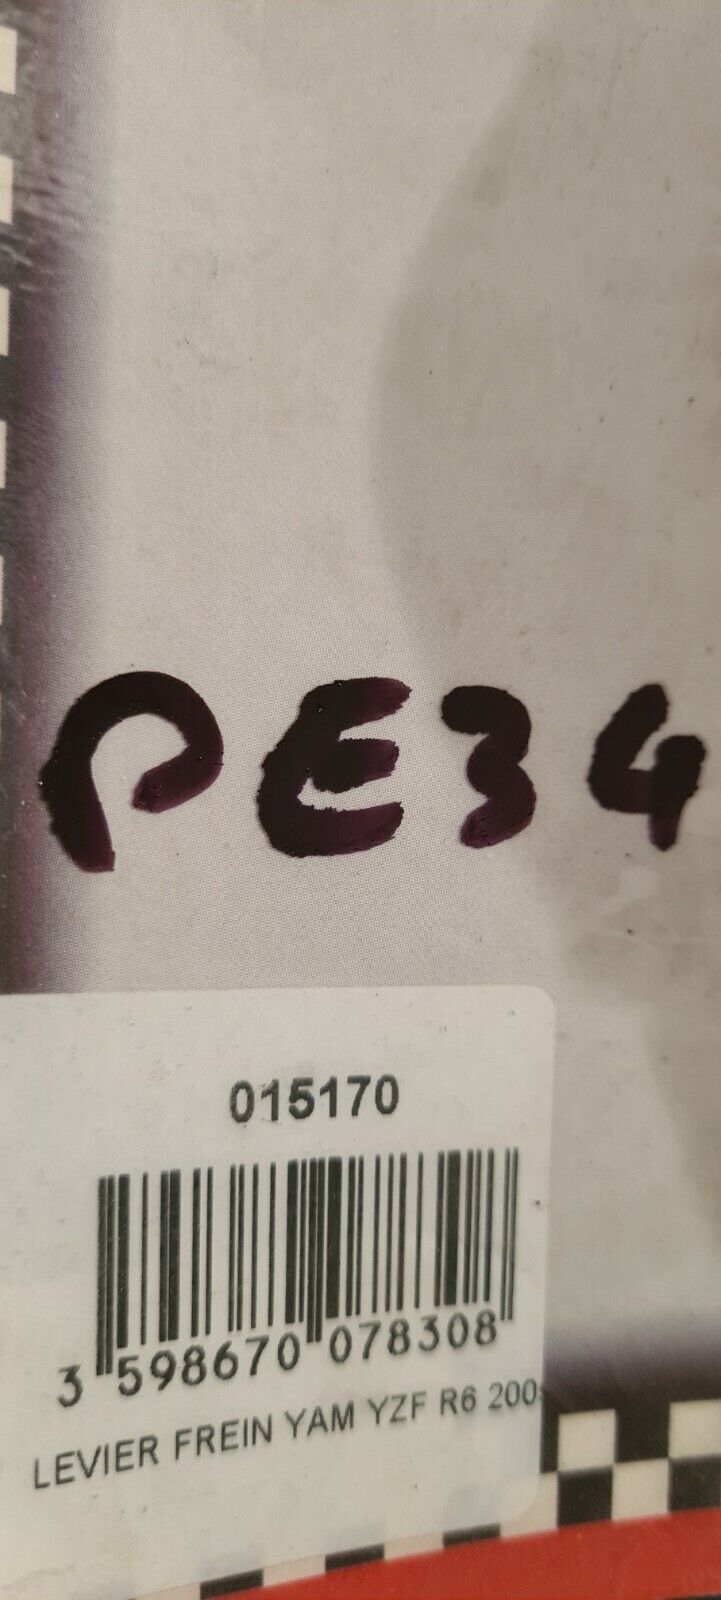 PE34
015170
3 598670 078308
LEVIER FREIN YAM YZF R6